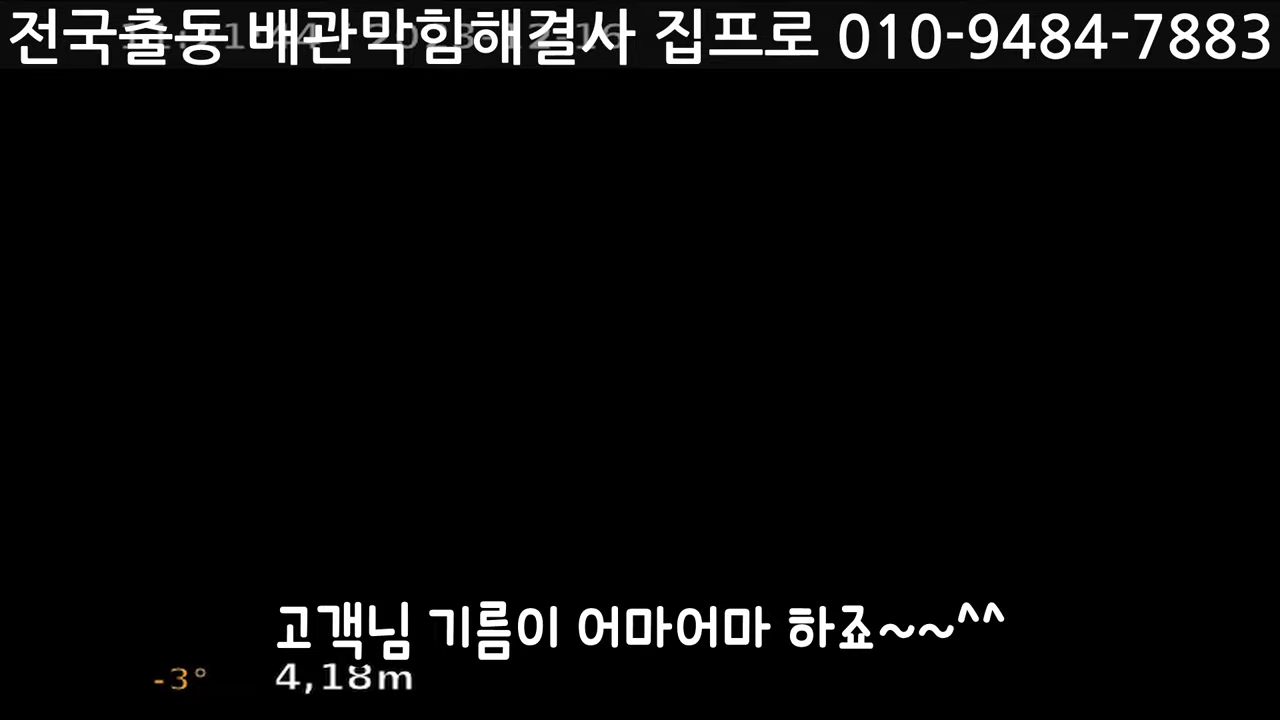 전국출동 배관막힘해결사 집프로 010-9484-7883
고객님 기름이 어마어마 하죠~~^^
-3° 4,18m